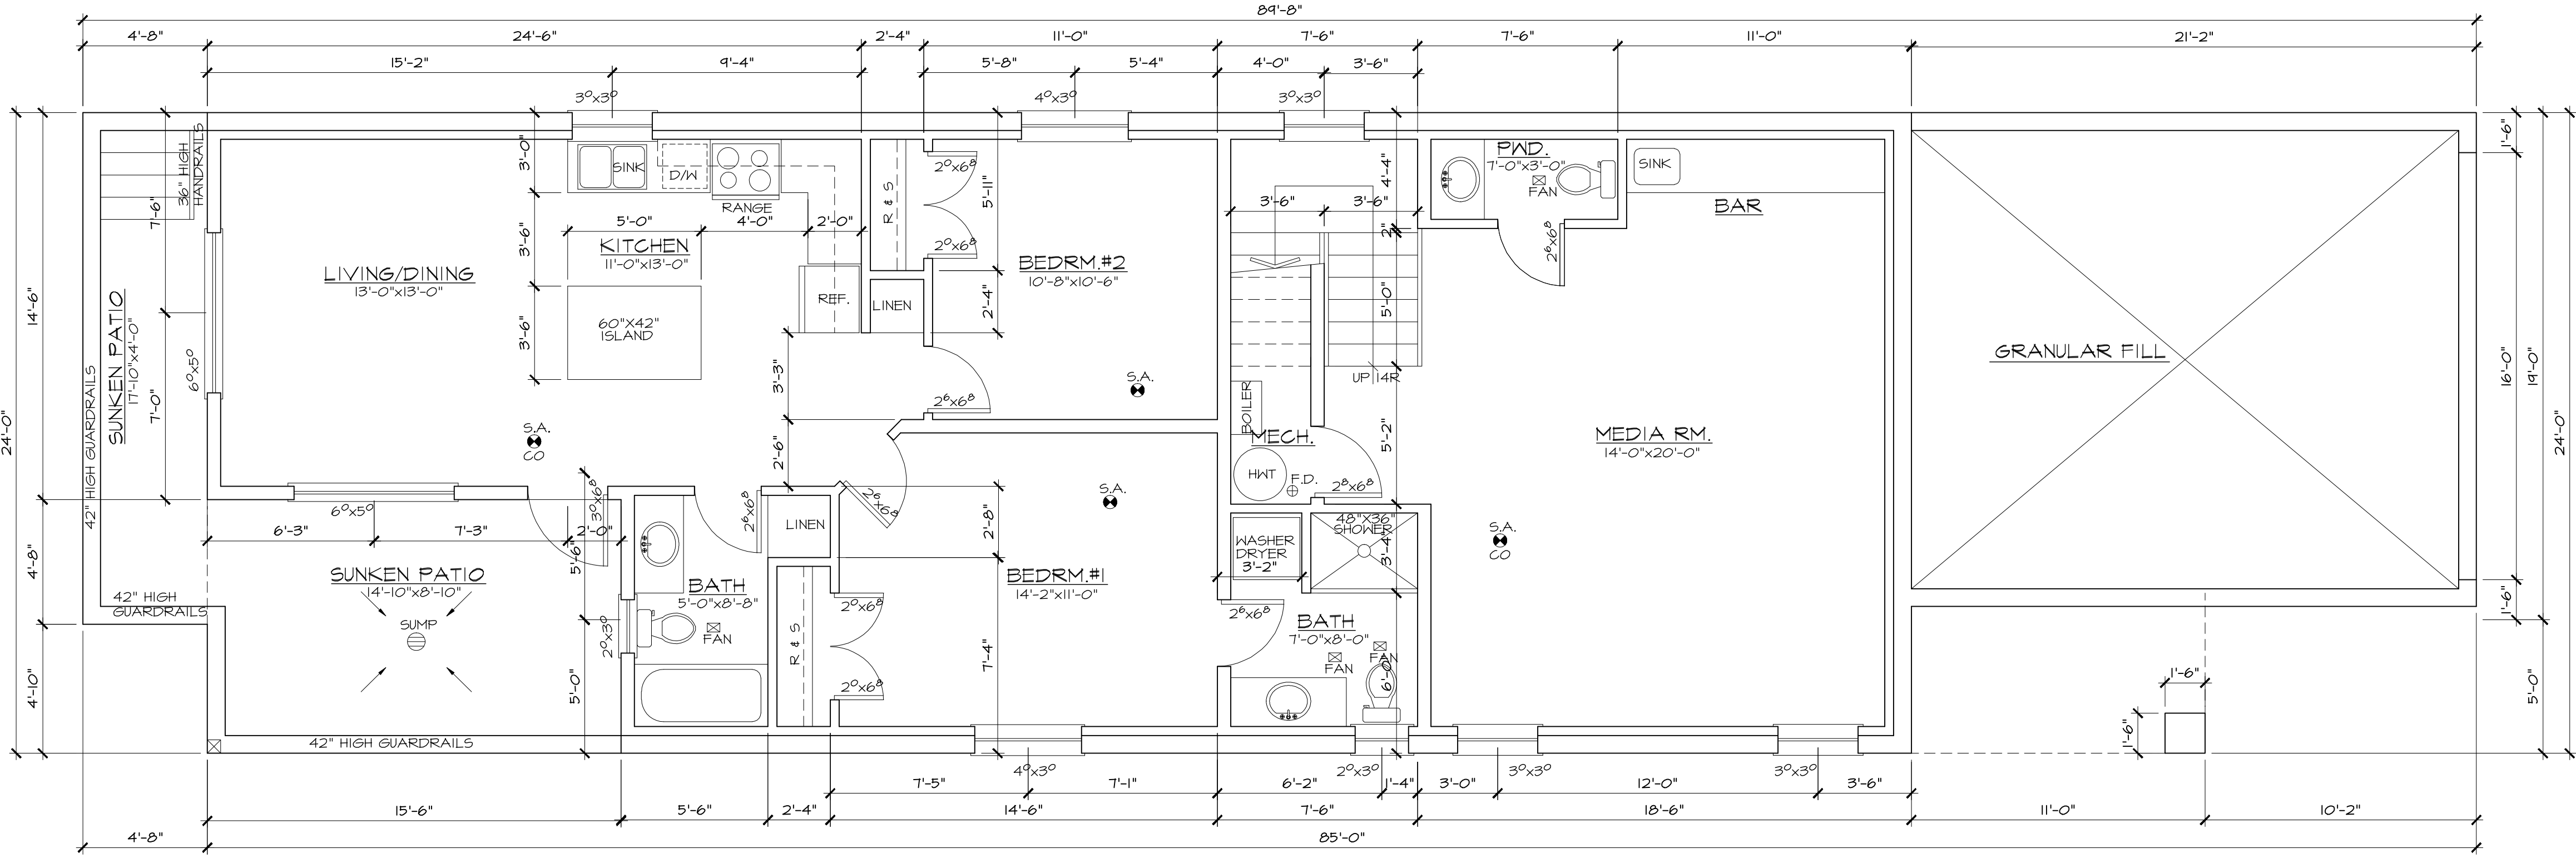 89'-8"
4'-8" 24'-6" 2'-4" 11'-0" 7'-6" 7'-6" 11'-0" 21'-2"
15'-2" 9'-4" 5'-8" 5'-4" 4'-0" 3'-6"
3⁰x3⁰ 4⁰x3⁰ 3⁰x3⁰
24'-0"
14'-6"
4'-8"
4'-10"
36" HIGH
HANDRAILS
7'-6"
7'-0"
6⁰x5⁰
SUNKEN PATIO
17'-10"x4'-0"
42" HIGH GUARDRAILS
42" HIGH
GUARDRAILS
LIVING/DINING
13'-0"x13'-0"
S.A.
CO
3'-0"
3'-6"
3'-6"
SINK
D/W
RANGE
5'-0" 4'-0" 2'-0"
KITCHEN
11'-0"x13'-0"
60"X42"
ISLAND
REF.
LINEN
R & S
2⁰x6⁸
2⁰x6⁸
5'-11"
2'-4"
BEDRM.#2
10'-8"x10'-6"
S.A.
3'-3"
2'-6"
2⁶x6⁸
2⁶x6⁸
6⁰x5⁰
6'-3" 7'-3" 2'-0"
3⁰x6⁸
5'-6"
5'-0"
SUNKEN PATIO
14'-10"x8'-10"
SUMP
42" HIGH GUARDRAILS
2⁰x3⁰
2⁶x6⁸
LINEN
BATH
5'-0"x8'-8"
FAN
R & S
2⁰x6⁸
2⁰x6⁸
2'-8"
7'-4"
BEDRM.#1
14'-2"x11'-0"
S.A.
3'-6" 3'-6"
4'-4"
2"
5'-0"
5'-2"
UP 14R
BOILER
MECH.
HWT
F.D.
2⁸x6⁸
48"X36"
SHOWER
3'-4"
WASHER
DRYER
3'-2"
2⁶x6⁸
BATH
7'-0"x8'-0"
FAN
FAN
6'-0"
PWD.
7'-0"x3'-0"
FAN
2⁶x6⁸
SINK
BAR
MEDIA RM.
14'-0"x20'-0"
S.A.
CO
GRANULAR FILL
1'-6"
16'-0"
1'-6"
19'-0"
5'-0"
24'-0"
1'-6"
1'-6"
4⁰x3⁰ 2⁰x3⁰ 3⁰x3⁰ 3⁰x3⁰
7'-5" 7'-1" 6'-2" 1'-4" 3'-0" 12'-0" 3'-6"
15'-6" 5'-6" 2'-4" 14'-6" 7'-6" 18'-6" 11'-0" 10'-2"
4'-8" 85'-0"